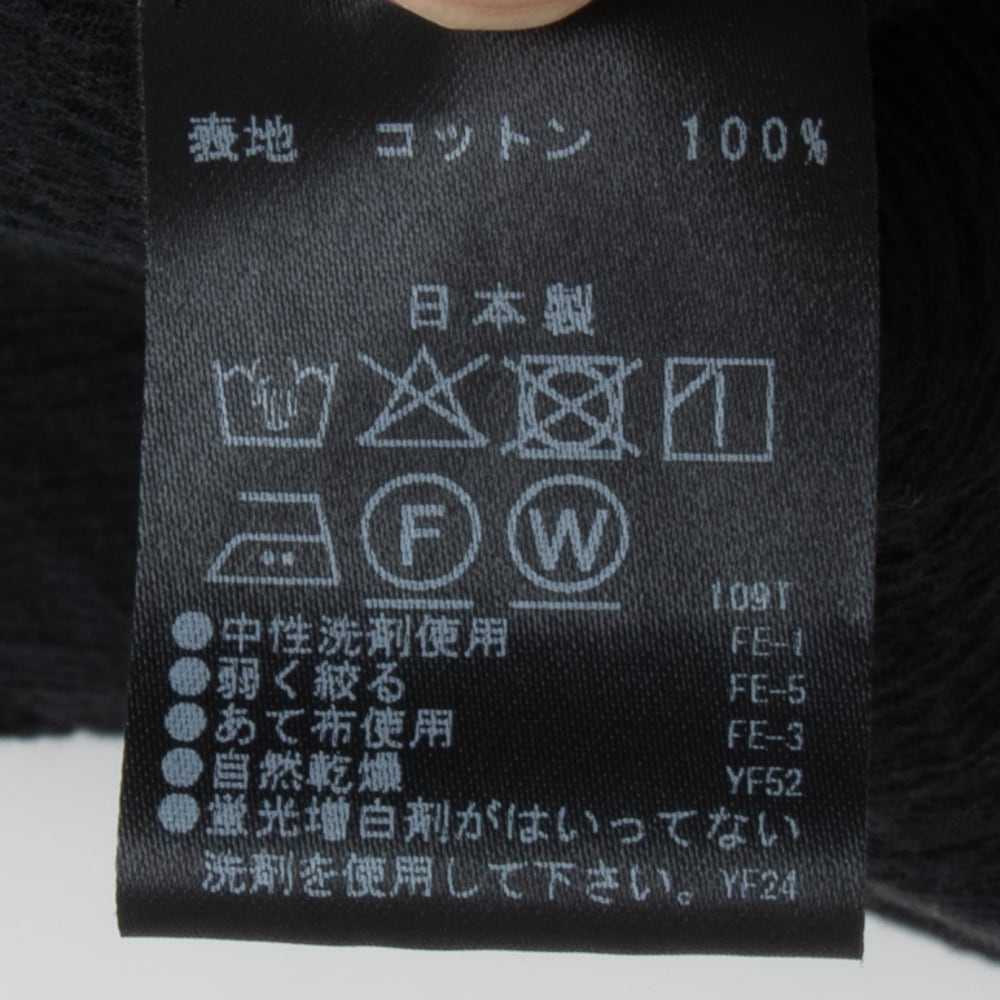 表地 コットン 100%
日本製
F W
109T
●中性洗剤使用 FE-1
●弱く絞る FE-5
●あて布使用 FE-3
●自然乾燥 YF52
●蛍光増白剤がはいってない
洗剤を使用して下さい。 YF24